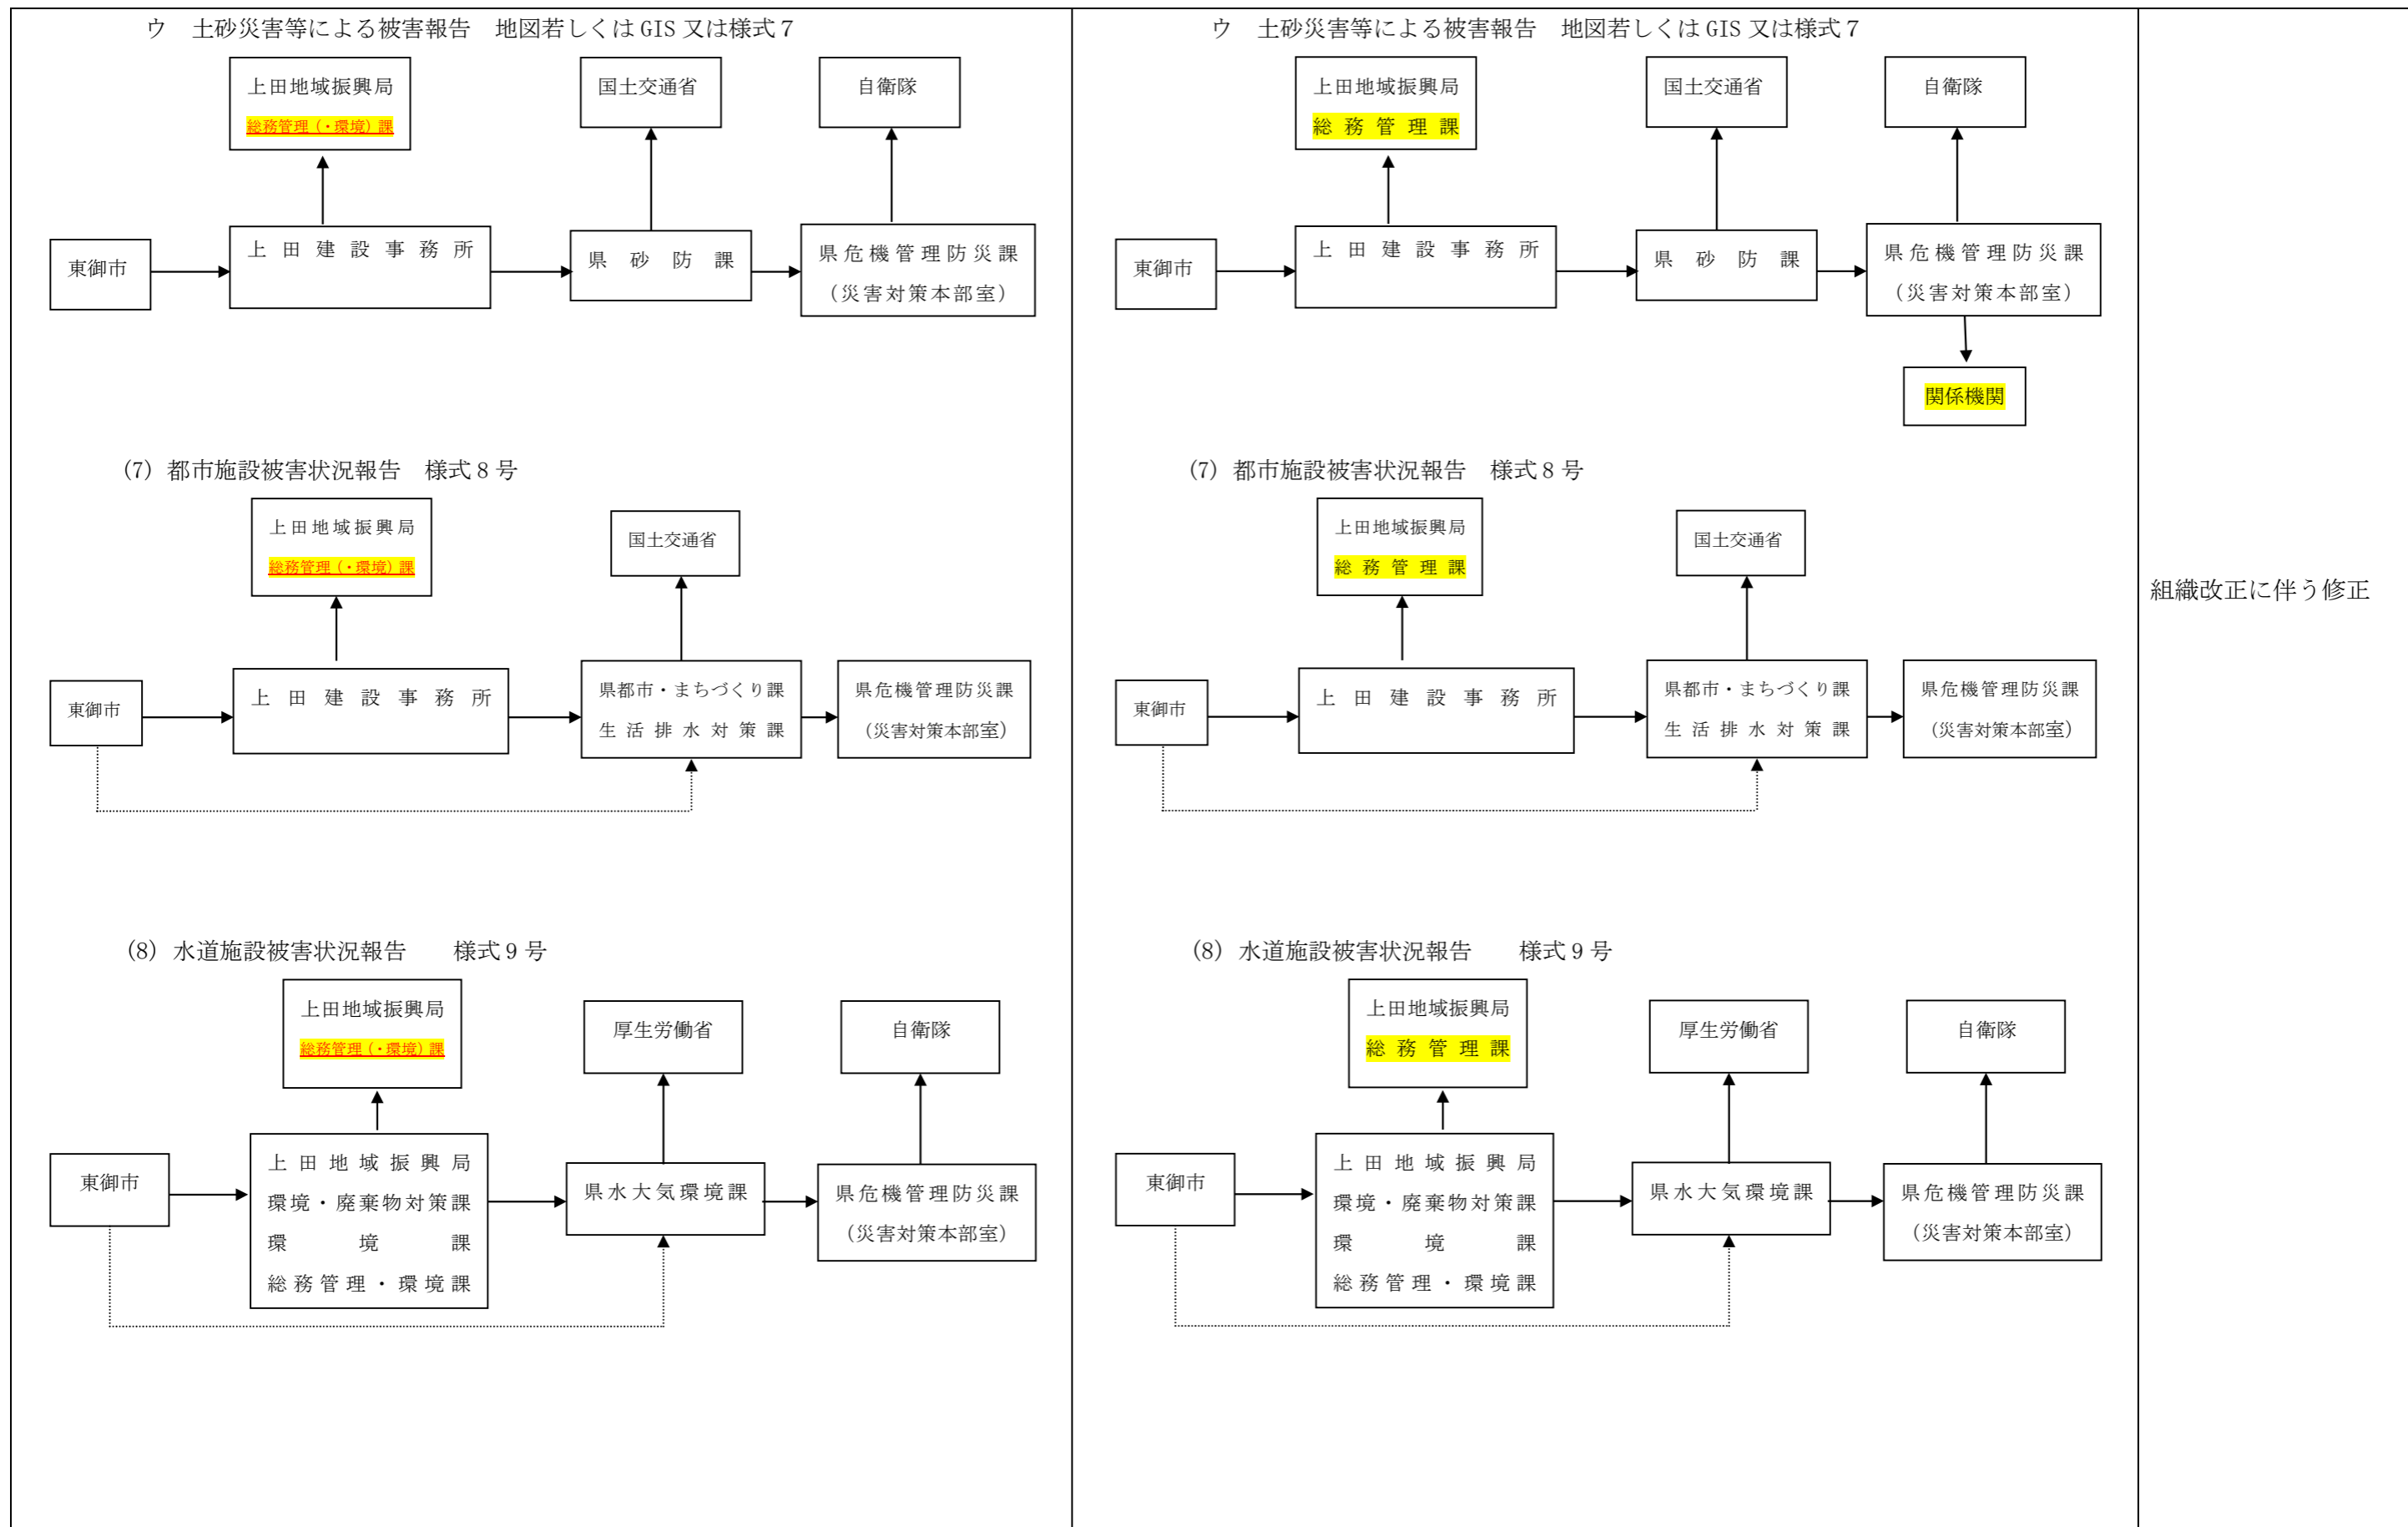 ウ　土砂災害等による被害報告　地図若しくは GIS 又は様式７
上田地域振興局
総務管理（・環境）課
国土交通省
自衛隊
東御市
上田建設事務所
県砂防課
県危機管理防災課
（災害対策本部室）
(7) 都市施設被害状況報告　様式８号
上田地域振興局
総務管理（・環境）課
国土交通省
東御市
上田建設事務所
県都市・まちづくり課
生活排水対策課
県危機管理防災課
（災害対策本部室）
(8) 水道施設被害状況報告　　様式９号
上田地域振興局
総務管理（・環境）課
厚生労働省
自衛隊
東御市
上田地域振興局
環境・廃棄物対策課
環境課
総務管理・環境課
県水大気環境課
県危機管理防災課
（災害対策本部室）
ウ　土砂災害等による被害報告　地図若しくは GIS 又は様式７
上田地域振興局
総務管理課
国土交通省
自衛隊
東御市
上田建設事務所
県砂防課
県危機管理防災課
（災害対策本部室）
関係機関
(7) 都市施設被害状況報告　様式８号
上田地域振興局
総務管理課
国土交通省
東御市
上田建設事務所
県都市・まちづくり課
生活排水対策課
県危機管理防災課
（災害対策本部室）
(8) 水道施設被害状況報告　　様式９号
上田地域振興局
総務管理課
厚生労働省
自衛隊
東御市
上田地域振興局
環境・廃棄物対策課
環境課
総務管理・環境課
県水大気環境課
県危機管理防災課
（災害対策本部室）
組織改正に伴う修正